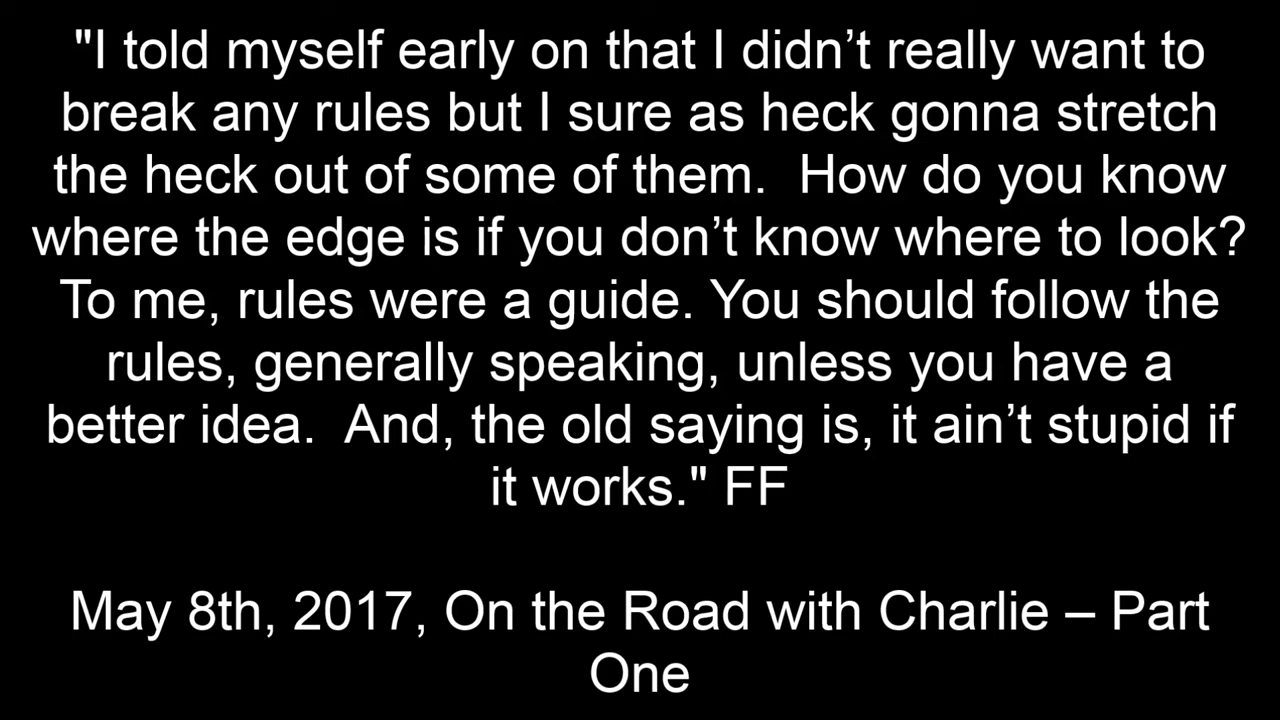 "I told myself early on that I didn’t really want to
break any rules but I sure as heck gonna stretch
the heck out of some of them.  How do you know
where the edge is if you don’t know where to look?
To me, rules were a guide. You should follow the
rules, generally speaking, unless you have a
better idea.  And, the old saying is, it ain’t stupid if
it works." FF
May 8th, 2017, On the Road with Charlie – Part
One